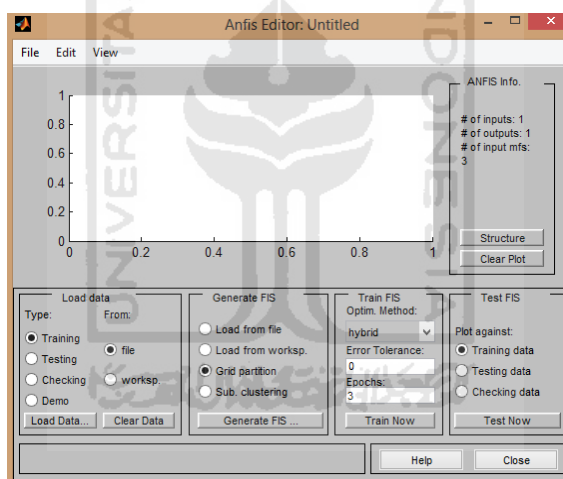 Anfis Editor: Untitled
File Edit View
ANFIS Info.
# of inputs: 1
# of outputs: 1
# of input mfs:
3
Structure
Clear Plot
1
0.8
0.6
0.4
0.2
0
0 0.2 0.4 0.6 0.8 1
Load data
Type: From:
Training
Testing
Checking
Demo
file
worksp.
Load Data... Clear Data
Generate FIS
Load from file
Load from worksp.
Grid partition
Sub. clustering
Generate FIS ...
Train FIS
Optim. Method:
hybrid
Error Tolerance:
0
Epochs:
3
Train Now
Test FIS
Plot against:
Training data
Testing data
Checking data
Test Now
Help Close
UNIVERSITA
INDONESIA